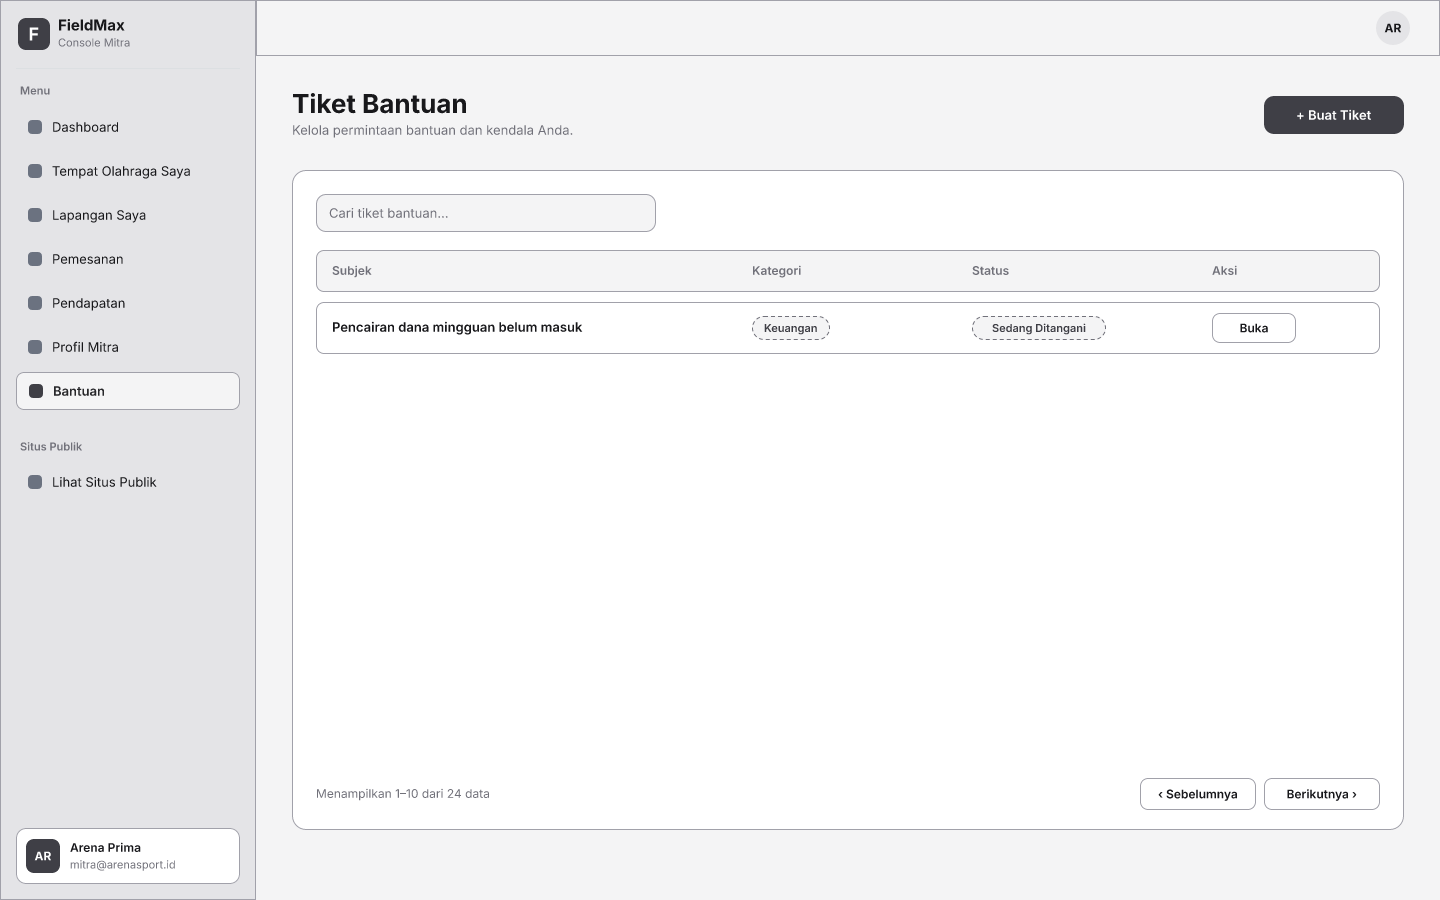 F
FieldMax
Console Mitra
Menu
Dashboard
Tempat Olahraga Saya
Lapangan Saya
Pemesanan
Pendapatan
Profil Mitra
Bantuan
Situs Publik
Lihat Situs Publik
AR
Arena Prima
mitra@arenasport.id
AR
Tiket Bantuan
Kelola permintaan bantuan dan kendala Anda.
+ Buat Tiket
Cari tiket bantuan...
Subjek Kategori Status Aksi
Pencairan dana mingguan belum masuk Keuangan Sedang Ditangani Buka
Menampilkan 1–10 dari 24 data
‹ Sebelumnya Berikutnya ›